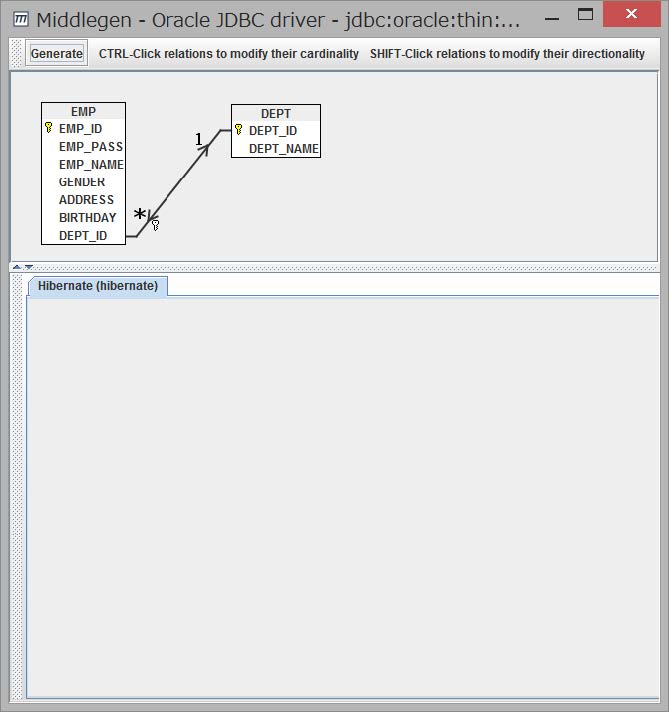 Middlegen - Oracle JDBC driver - jdbc:oracle:thin:...
Generate CTRL-Click relations to modify their cardinality SHIFT-Click relations to modify their directionality
EMP
EMP_ID
EMP_PASS
EMP_NAME
GENDER
ADDRESS
BIRTHDAY
DEPT_ID
1
*
DEPT
DEPT_ID
DEPT_NAME
Hibernate (hibernate)